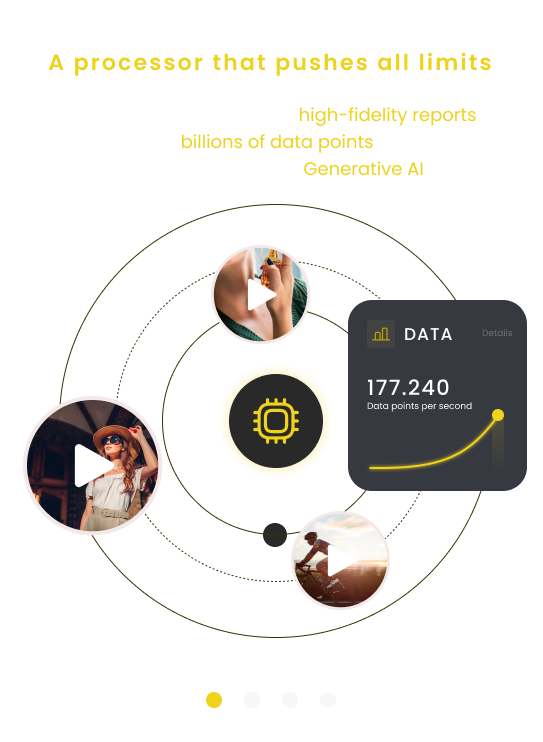 A processor that pushes all limits
high-fidelity reports
billions of data points
Generative AI
DATA
Details
177.240
Data points per second